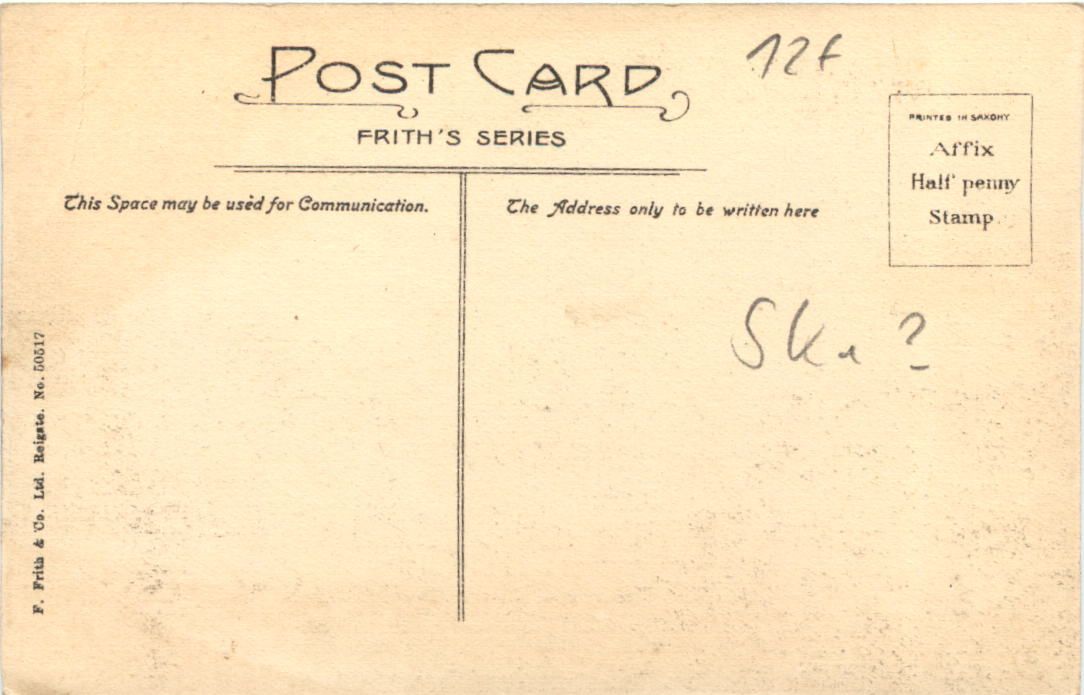 POST CARD
FRITH'S SERIES
12f
PRINTED IN SAXONY
Affix
Half penny
Stamp
This Space may be used for Communication.
The Address only to be written here
F. Frith & Co. Ltd. Reigate. No. 50517